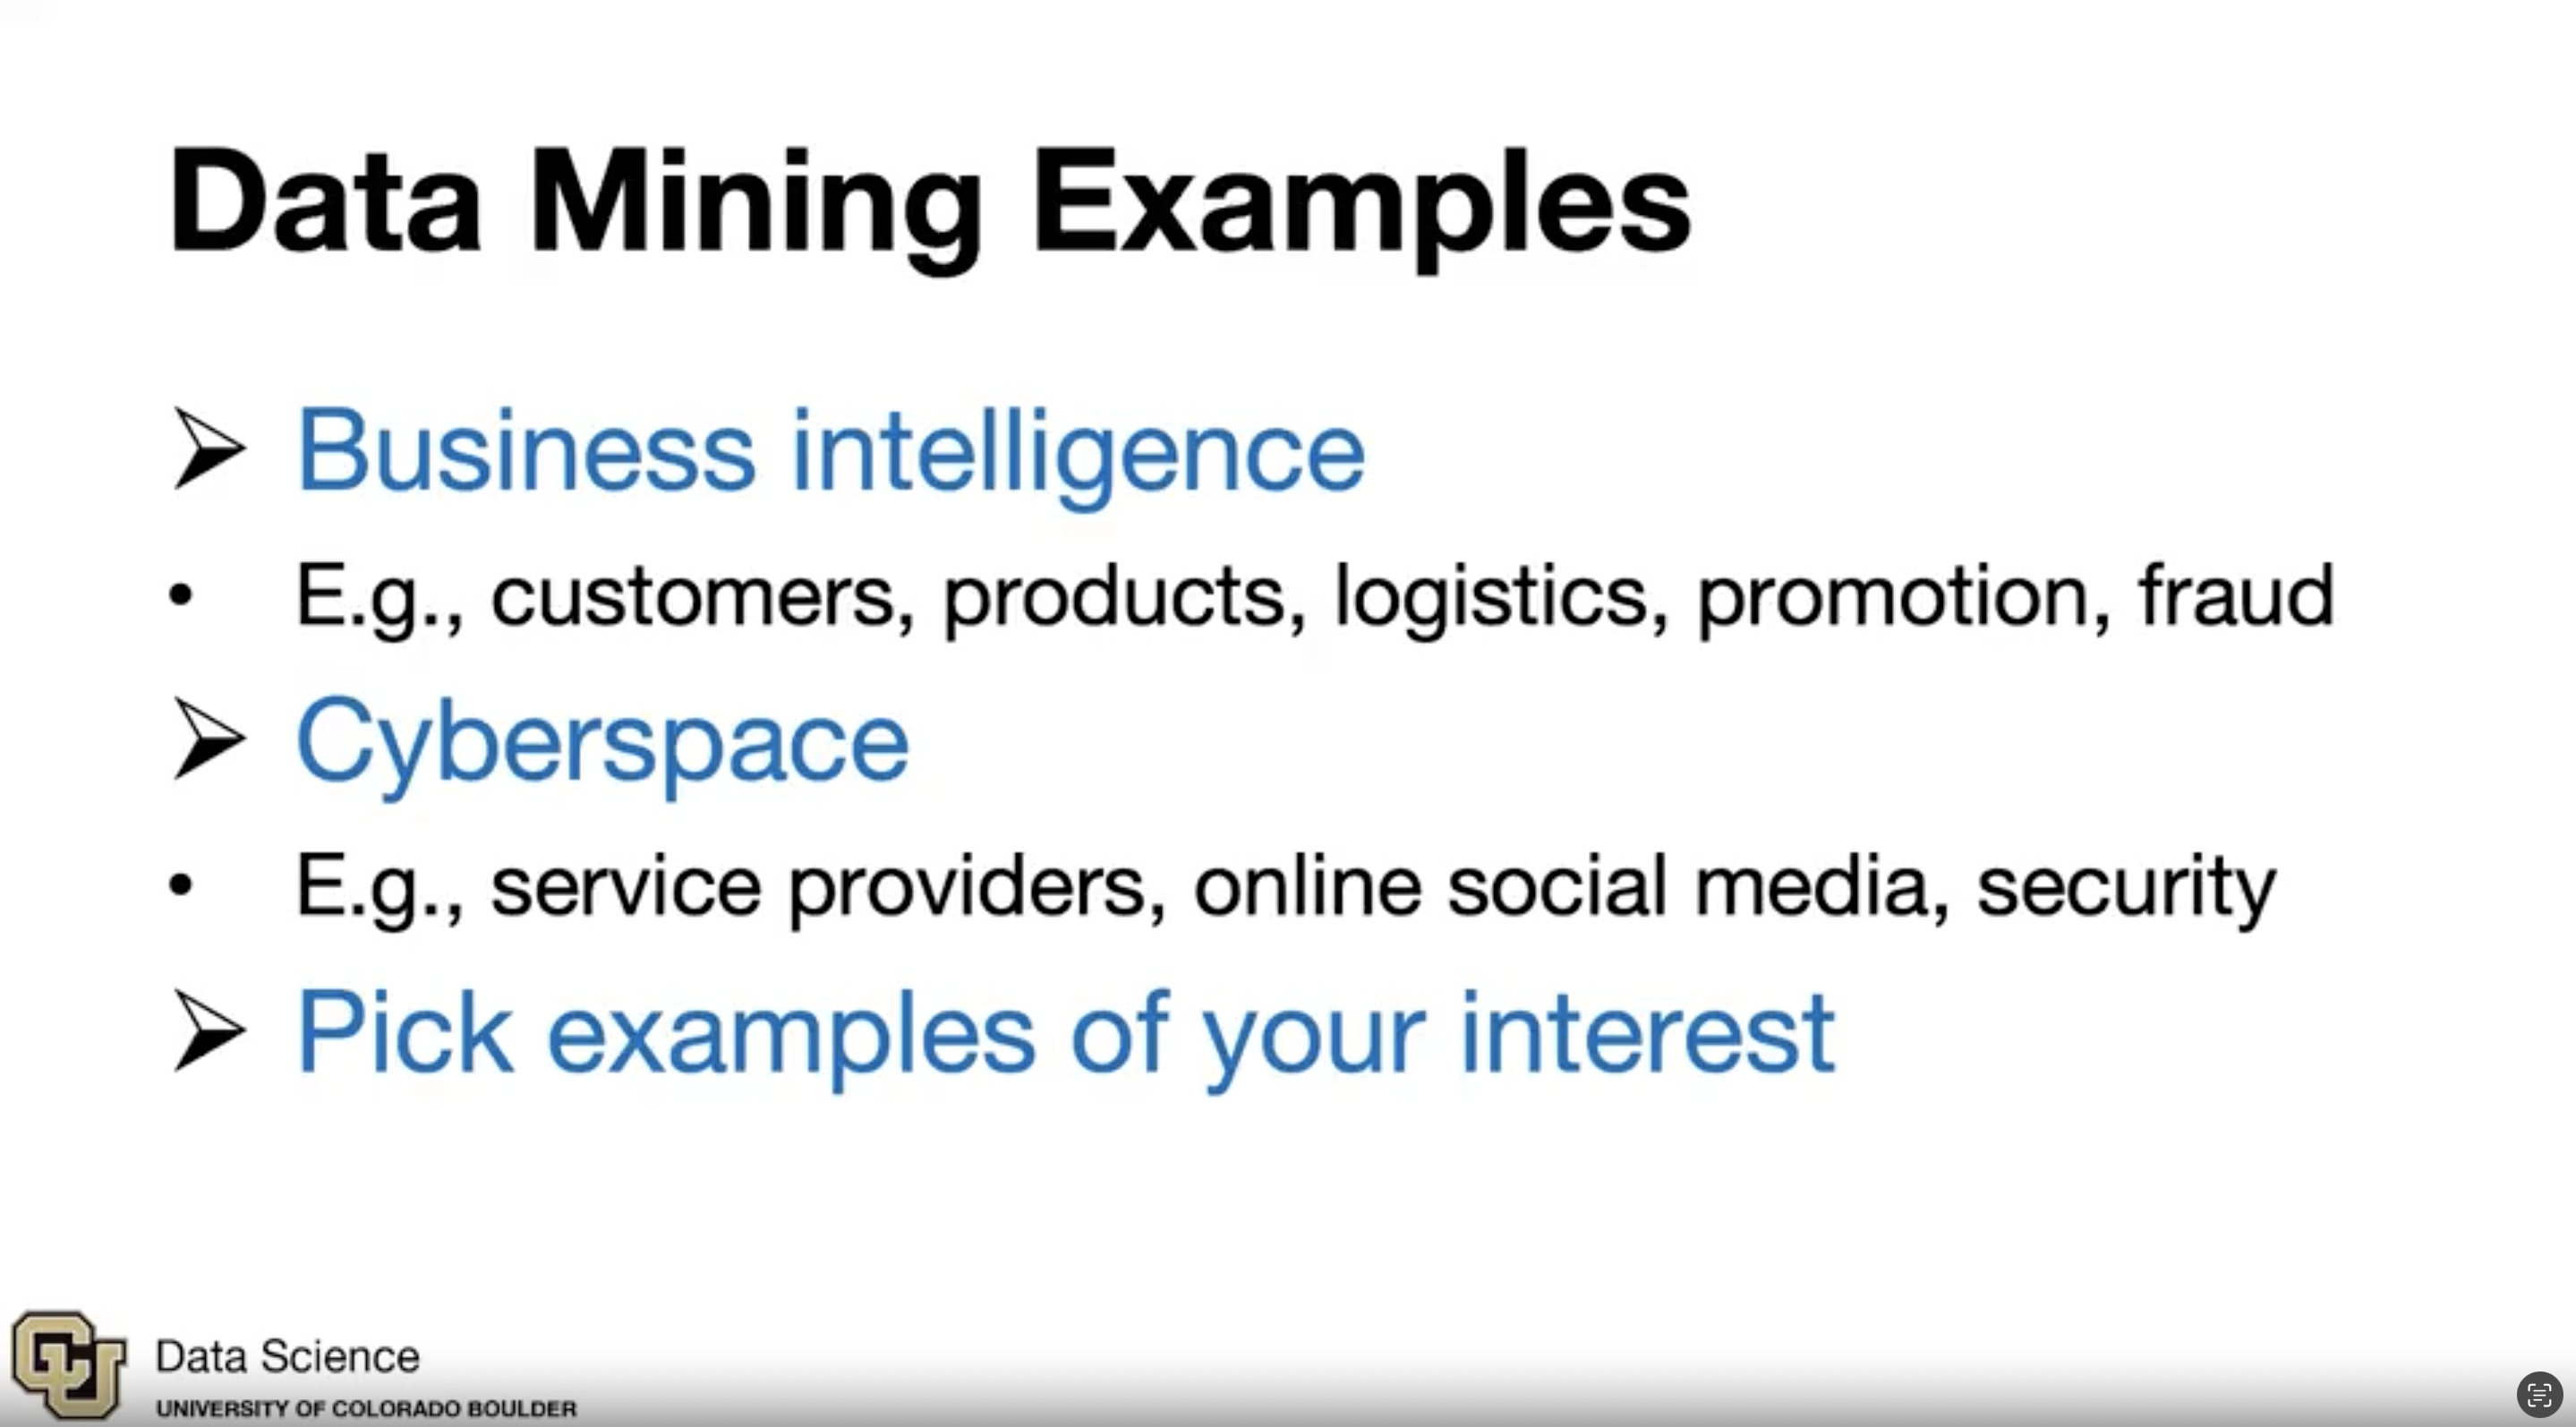 Data Mining Examples
➢ Business intelligence
• E.g., customers, products, logistics, promotion, fraud
➢ Cyberspace
• E.g., service providers, online social media, security
➢ Pick examples of your interest
CU
Data Science
UNIVERSITY OF COLORADO BOULDER